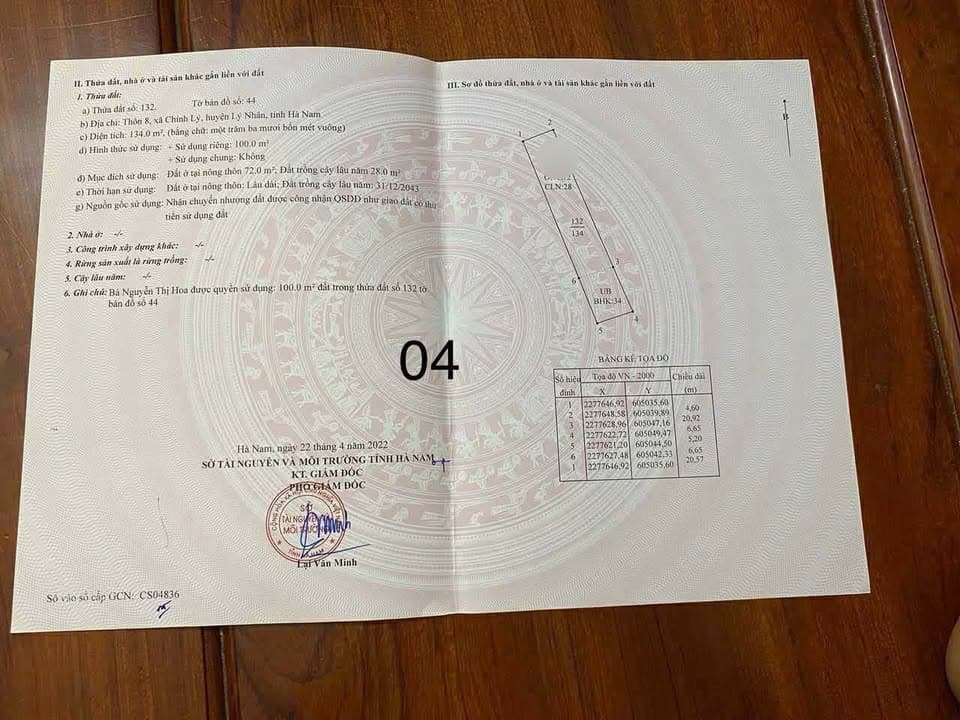 II. Thửa đất, nhà ở và tài sản khác gắn liền với đất
1. Thửa đất:
a) Thửa đất số: 132. Tờ bản đồ số: 44
b) Địa chỉ: Thôn 8, xã Chính Lý, huyện Lý Nhân, tỉnh Hà Nam
c) Diện tích: 134.0 m², (bằng chữ: một trăm ba mươi bốn mét vuông)
d) Hình thức sử dụng: + Sử dụng riêng: 100.0 m²
+ Sử dụng chung: Không
đ) Mục đích sử dụng: Đất ở tại nông thôn 72.0 m²; Đất trồng cây lâu năm 28.0 m²
e) Thời hạn sử dụng: Đất ở tại nông thôn: Lâu dài; Đất trồng cây lâu năm: 31/12/2043
g) Nguồn gốc sử dụng: Nhận chuyển nhượng đất được công nhận QSDĐ như giao đất có thu
tiền sử dụng đất
2. Nhà ở: -/-
3. Công trình xây dựng khác: -/-
4. Rừng sản xuất là rừng trồng: -/-
5. Cây lâu năm: -/-
6. Ghi chú: Bà Nguyễn Thị Hoa được quyền sử dụng: 100.0 m² đất trong thửa đất số 132 tờ
bản đồ số 44
04
Hà Nam, ngày 22 tháng 4 năm 2022
SỞ TÀI NGUYÊN VÀ MÔI TRƯỜNG TỈNH HÀ NAM
KT. GIÁM ĐỐC
PHÓ GIÁM ĐỐC
SỞ
TÀI NGUYÊN
MÔI TRƯỜNG
Lại Văn Minh
Số vào sổ cấp GCN: CS04836
III. Sơ đồ thửa đất, nhà ở và tài sản khác gắn liền với đất
B
1
2
CLN:28
132
134
3
6
UB
BHK:34
4
5
BẢNG KÊ TỌA ĐỘ
Số hiệu đỉnh Tọa độ VN - 2000 Chiều dài (m)
X Y
1 2277646,92 605035,60
4,60
2 2277648,58 605039,89
20,92
3 2277628,96 605047,16
6,65
4 2277622,72 605049,47
5,20
5 2277621,20 605044,50
6,65
6 2277627,48 605042,33
20,57
1 2277646,92 605035,60